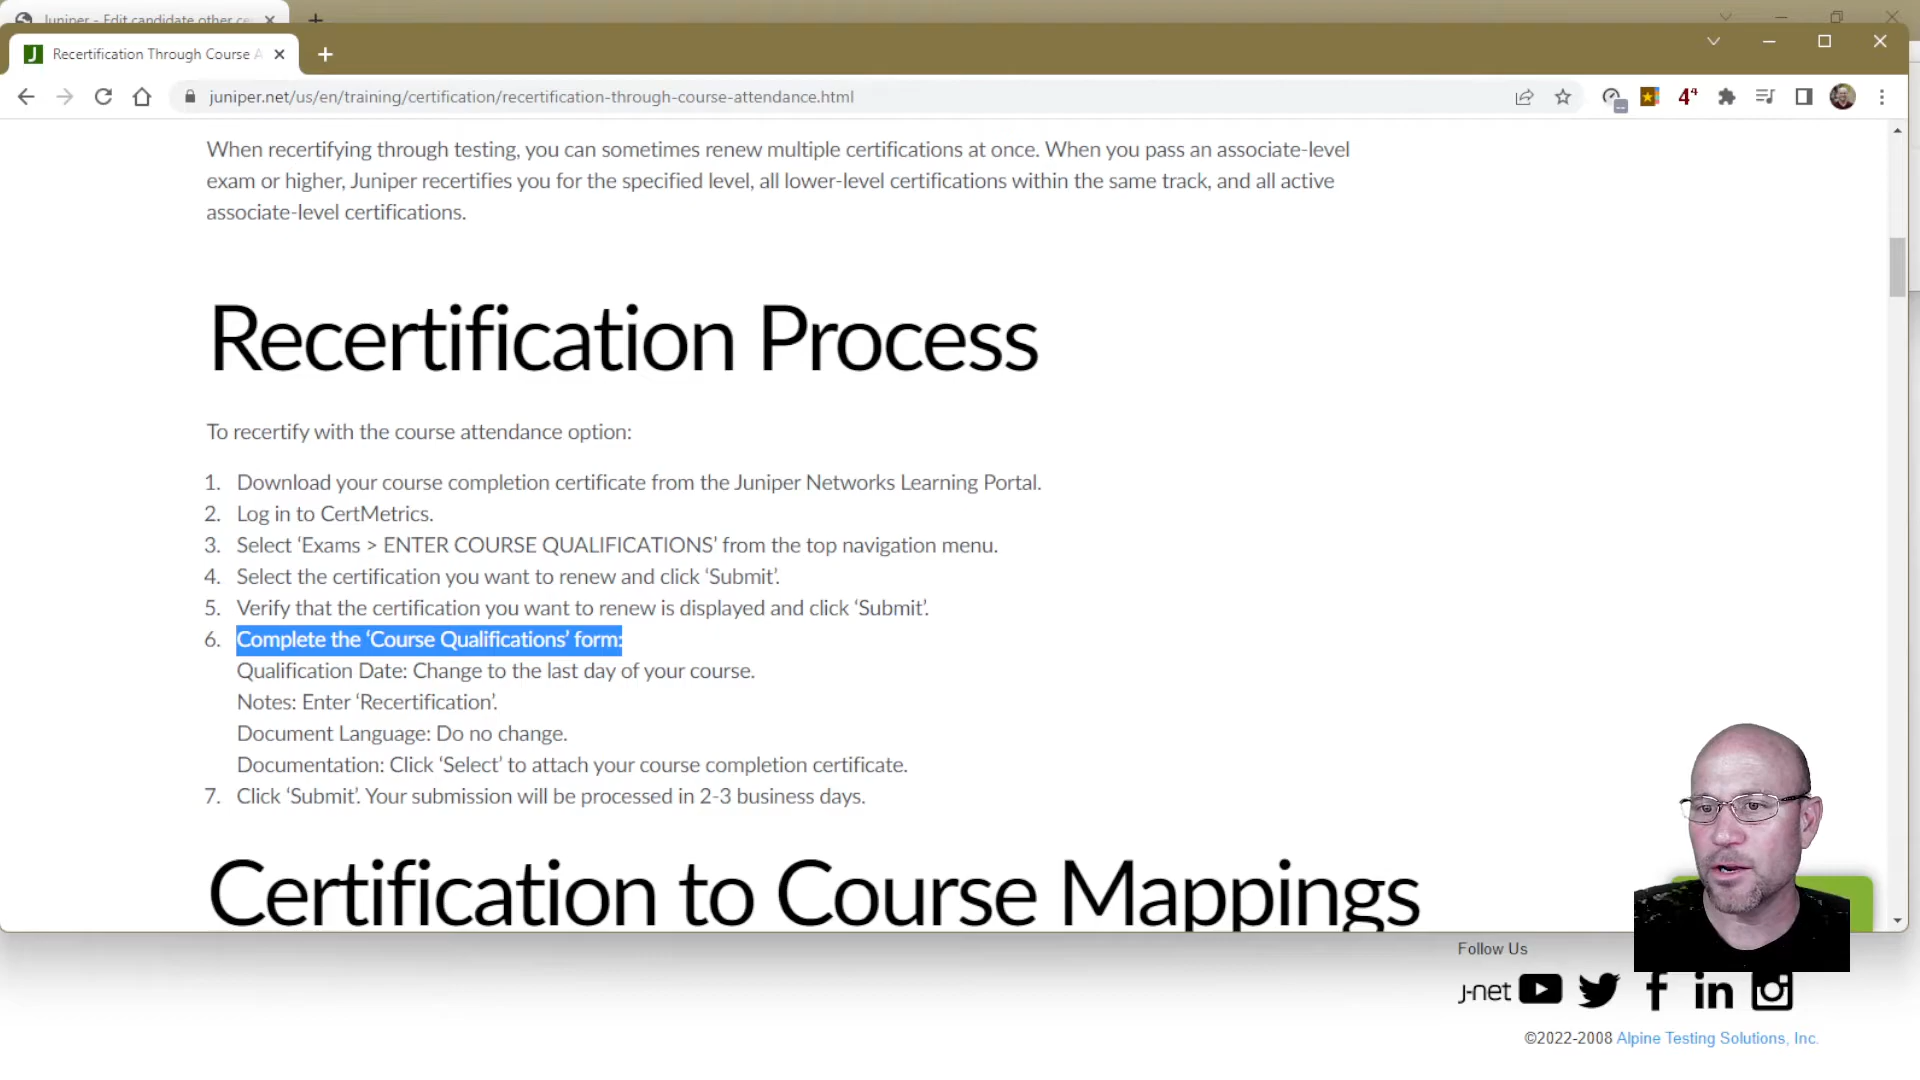 Juniper - Edit candidate other ce
Recertification Through Course A
juniper.net/us/en/training/certification/recertification-through-course-attendance.html
When recertifying through testing, you can sometimes renew multiple certifications at once. When you pass an associate-level
exam or higher, Juniper recertifies you for the specified level, all lower-level certifications within the same track, and all active
associate-level certifications.
Recertification Process
To recertify with the course attendance option:
1. Download your course completion certificate from the Juniper Networks Learning Portal.
2. Log in to CertMetrics.
3. Select ‘Exams > ENTER COURSE QUALIFICATIONS’ from the top navigation menu.
4. Select the certification you want to renew and click ‘Submit’.
5. Verify that the certification you want to renew is displayed and click ‘Submit’.
6. Complete the ‘Course Qualifications’ form:
Qualification Date: Change to the last day of your course.
Notes: Enter ‘Recertification’.
Document Language: Do no change.
Documentation: Click ‘Select’ to attach your course completion certificate.
7. Click ‘Submit’. Your submission will be processed in 2-3 business days.
Certification to Course Mappings
Follow Us
J-net
©2022-2008 Alpine Testing Solutions, Inc.